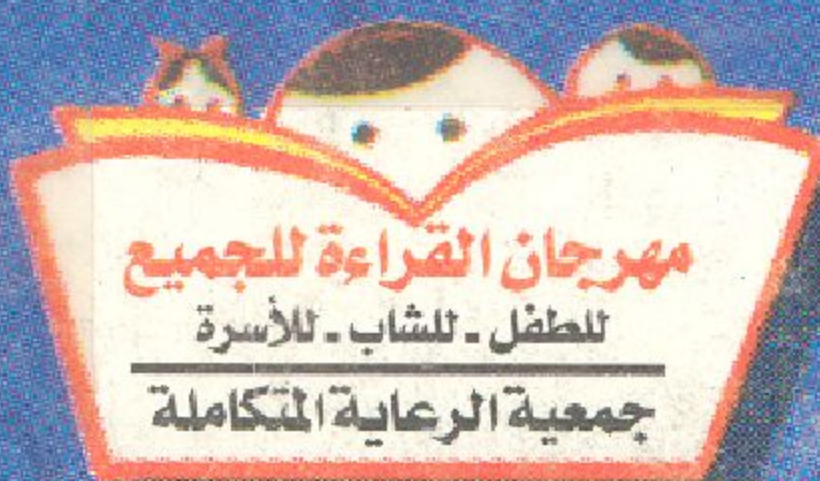 مهرجان القراءة للجميع
للطفل - للشاب - للأسرة
جمعية الرعاية المتكاملة